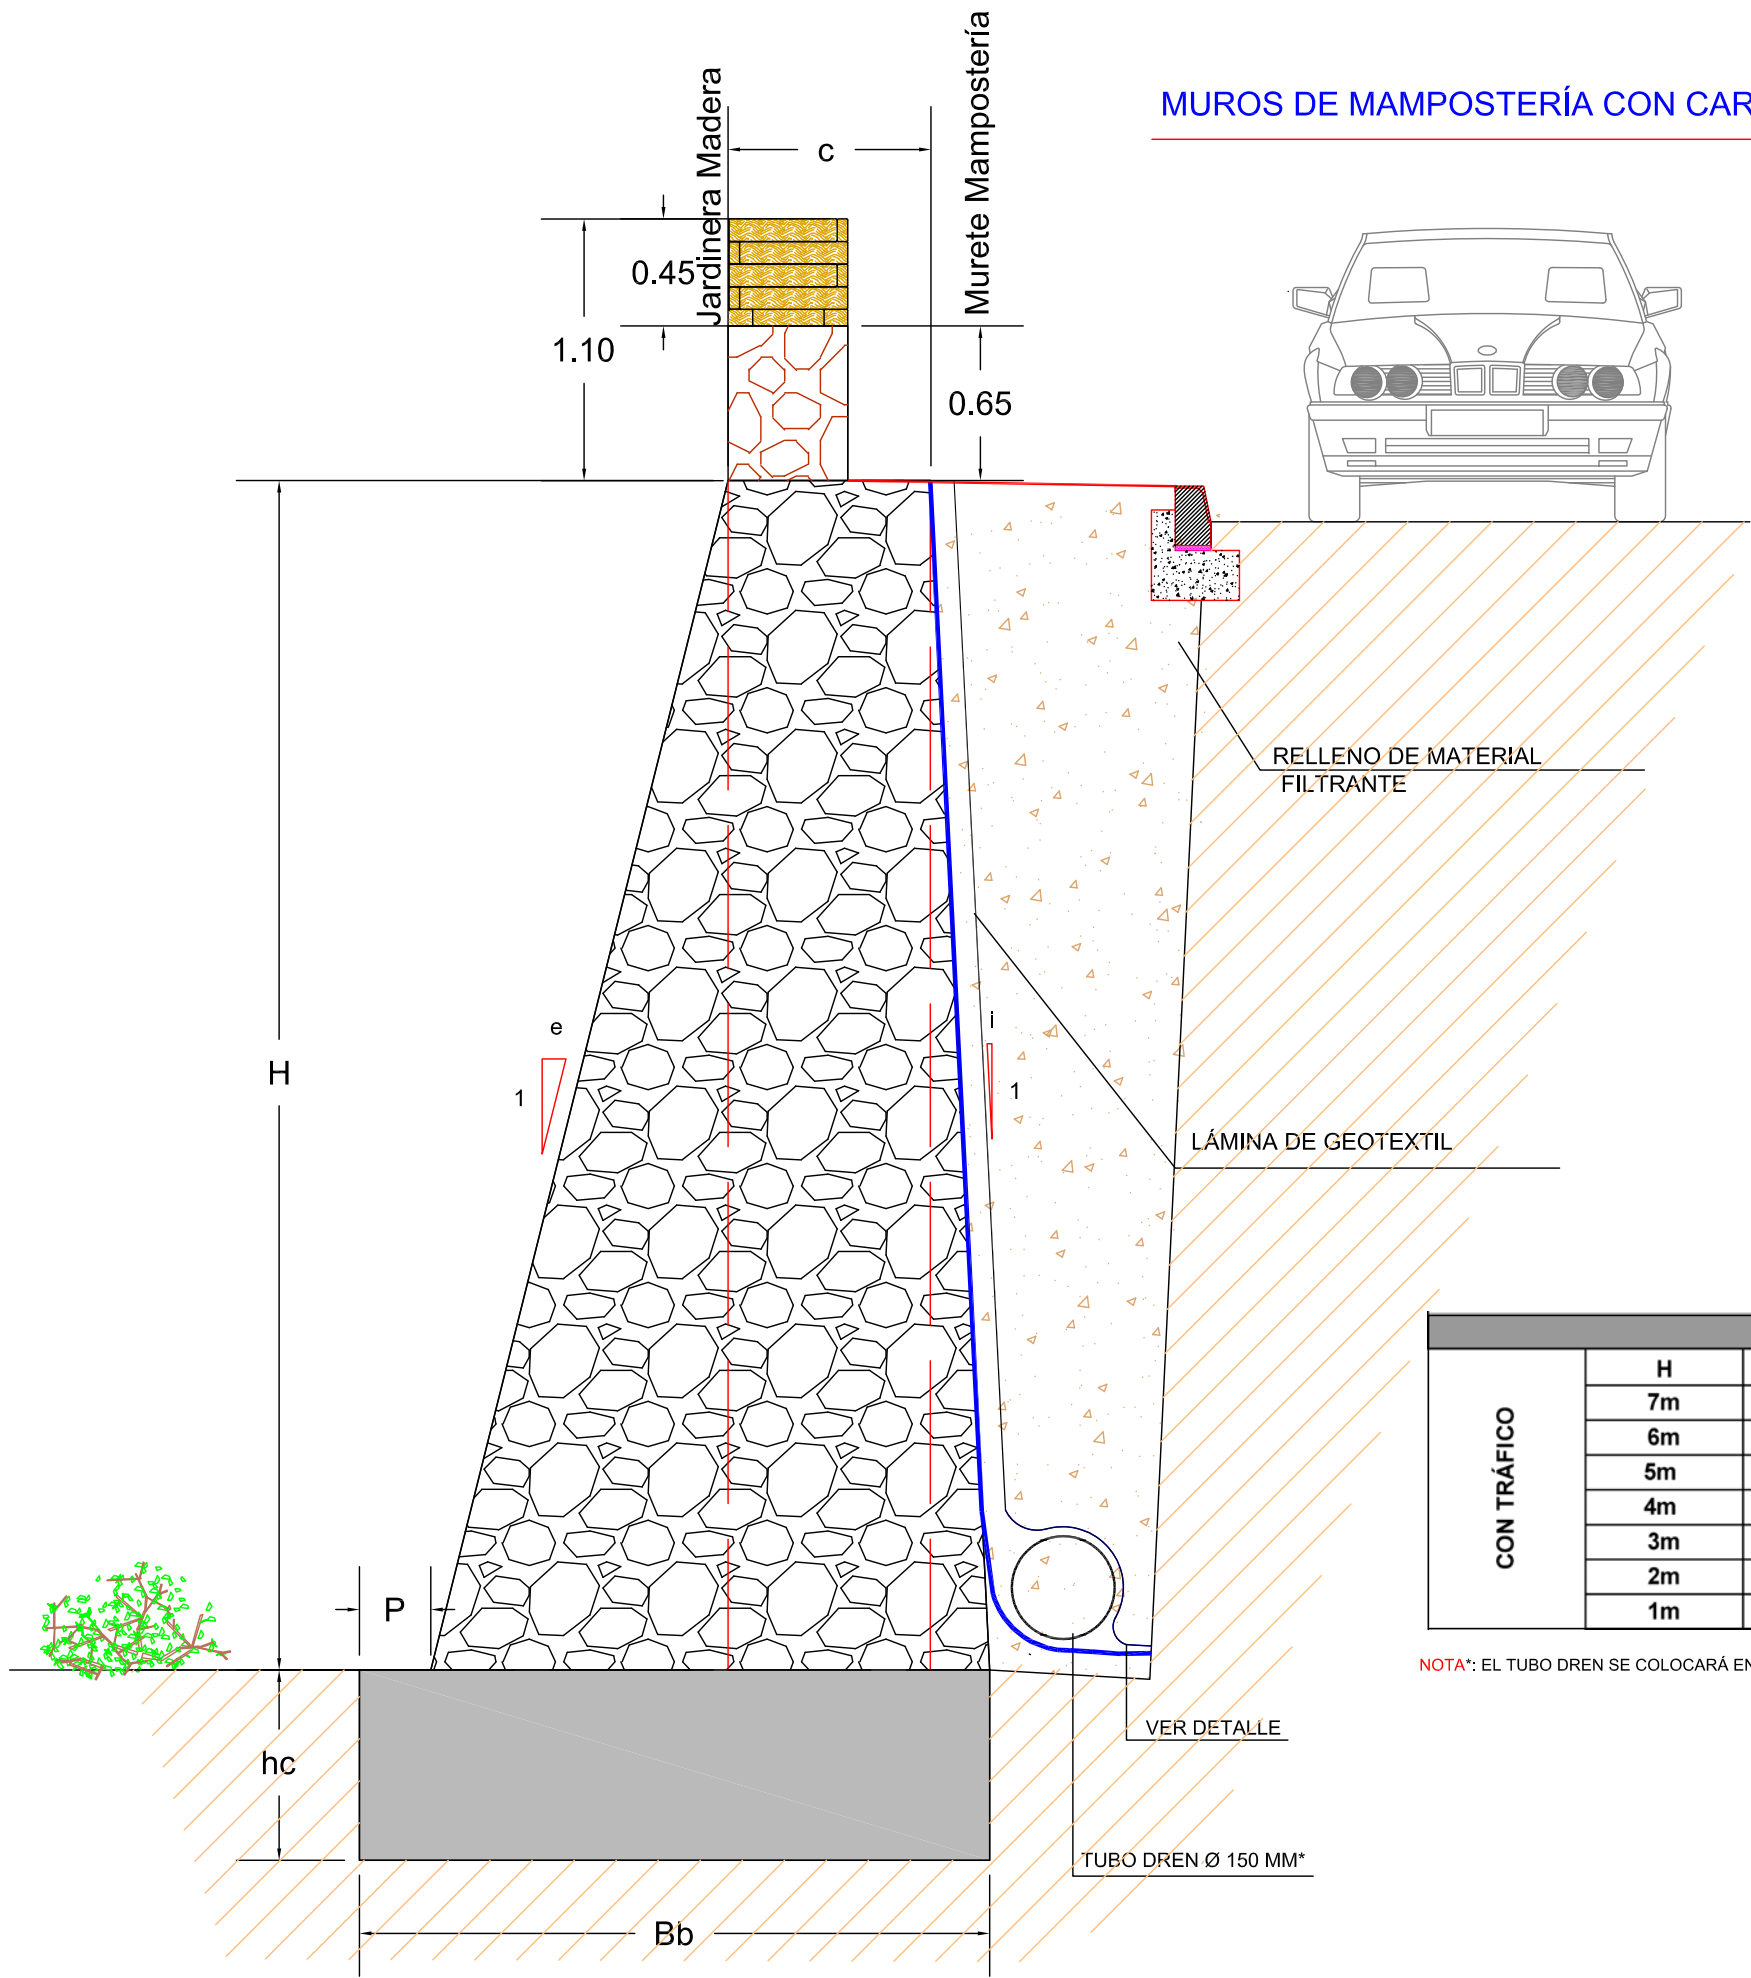 MUROS DE MAMPOSTERÍA CON CAR
Jardinera Madera
Murete Mampostería
c
0.45
1.10
0.65
RELLENO DE MATERIAL
FILTRANTE
e
1
i
1
H
LÁMINA DE GEOTEXTIL
CON TRÁFICO
H
7m
6m
5m
4m
3m
2m
1m
P
NOTA*: EL TUBO DREN SE COLOCARÁ EN
VER DETALLE
hc
TUBO DREN Ø 150 MM*
Bb